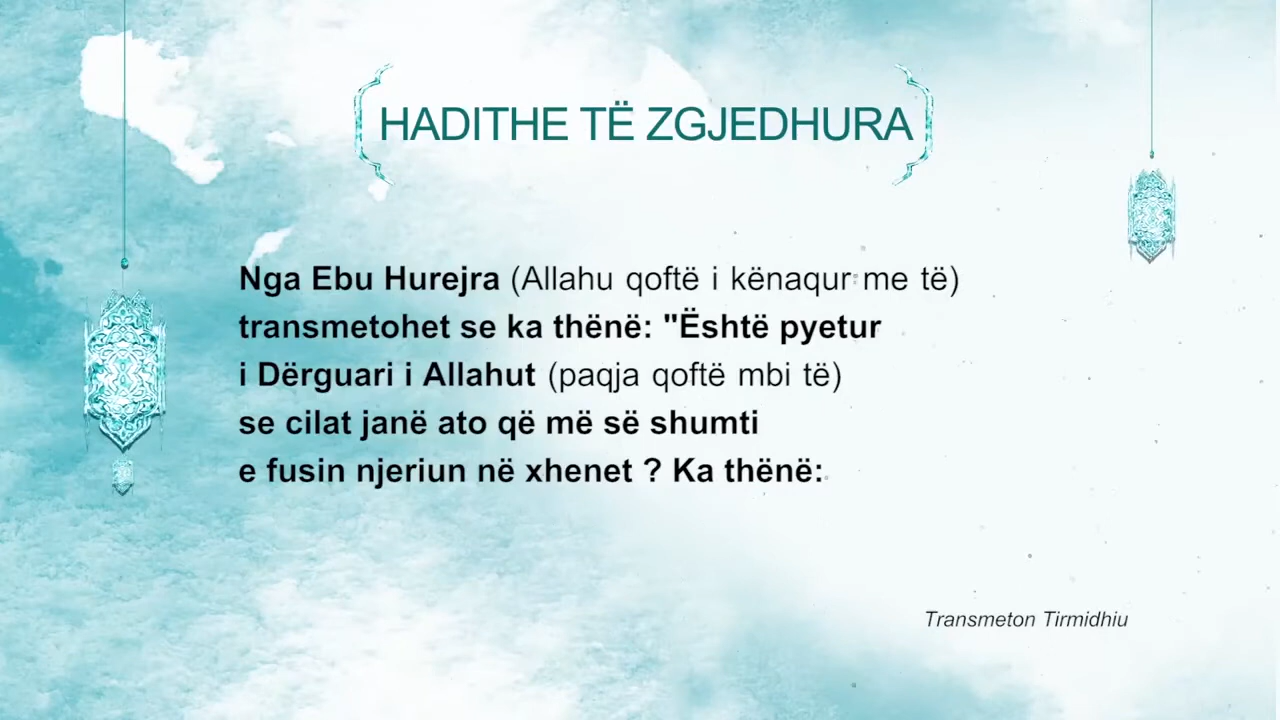 HADITHE TË ZGJEDHURA
Nga Ebu Hurejra (Allahu qoftë i kënaqur me të)
transmetohet se ka thënë: "Është pyetur
i Dërguari i Allahut (paqja qoftë mbi të)
se cilat janë ato që më së shumti
e fusin njeriun në xhenet ? Ka thënë:
Transmeton Tirmidhiu